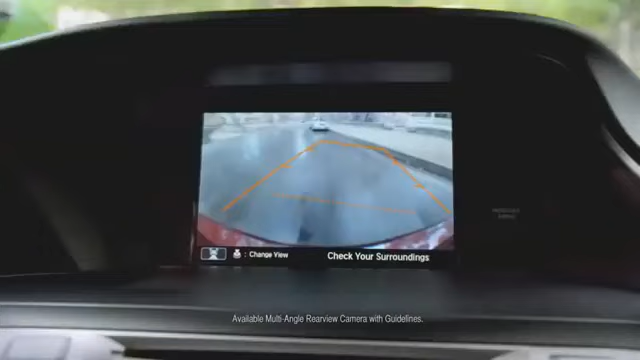 : Change View
Check Your Surroundings
Available Multi-Angle Rearview Camera with Guidelines.